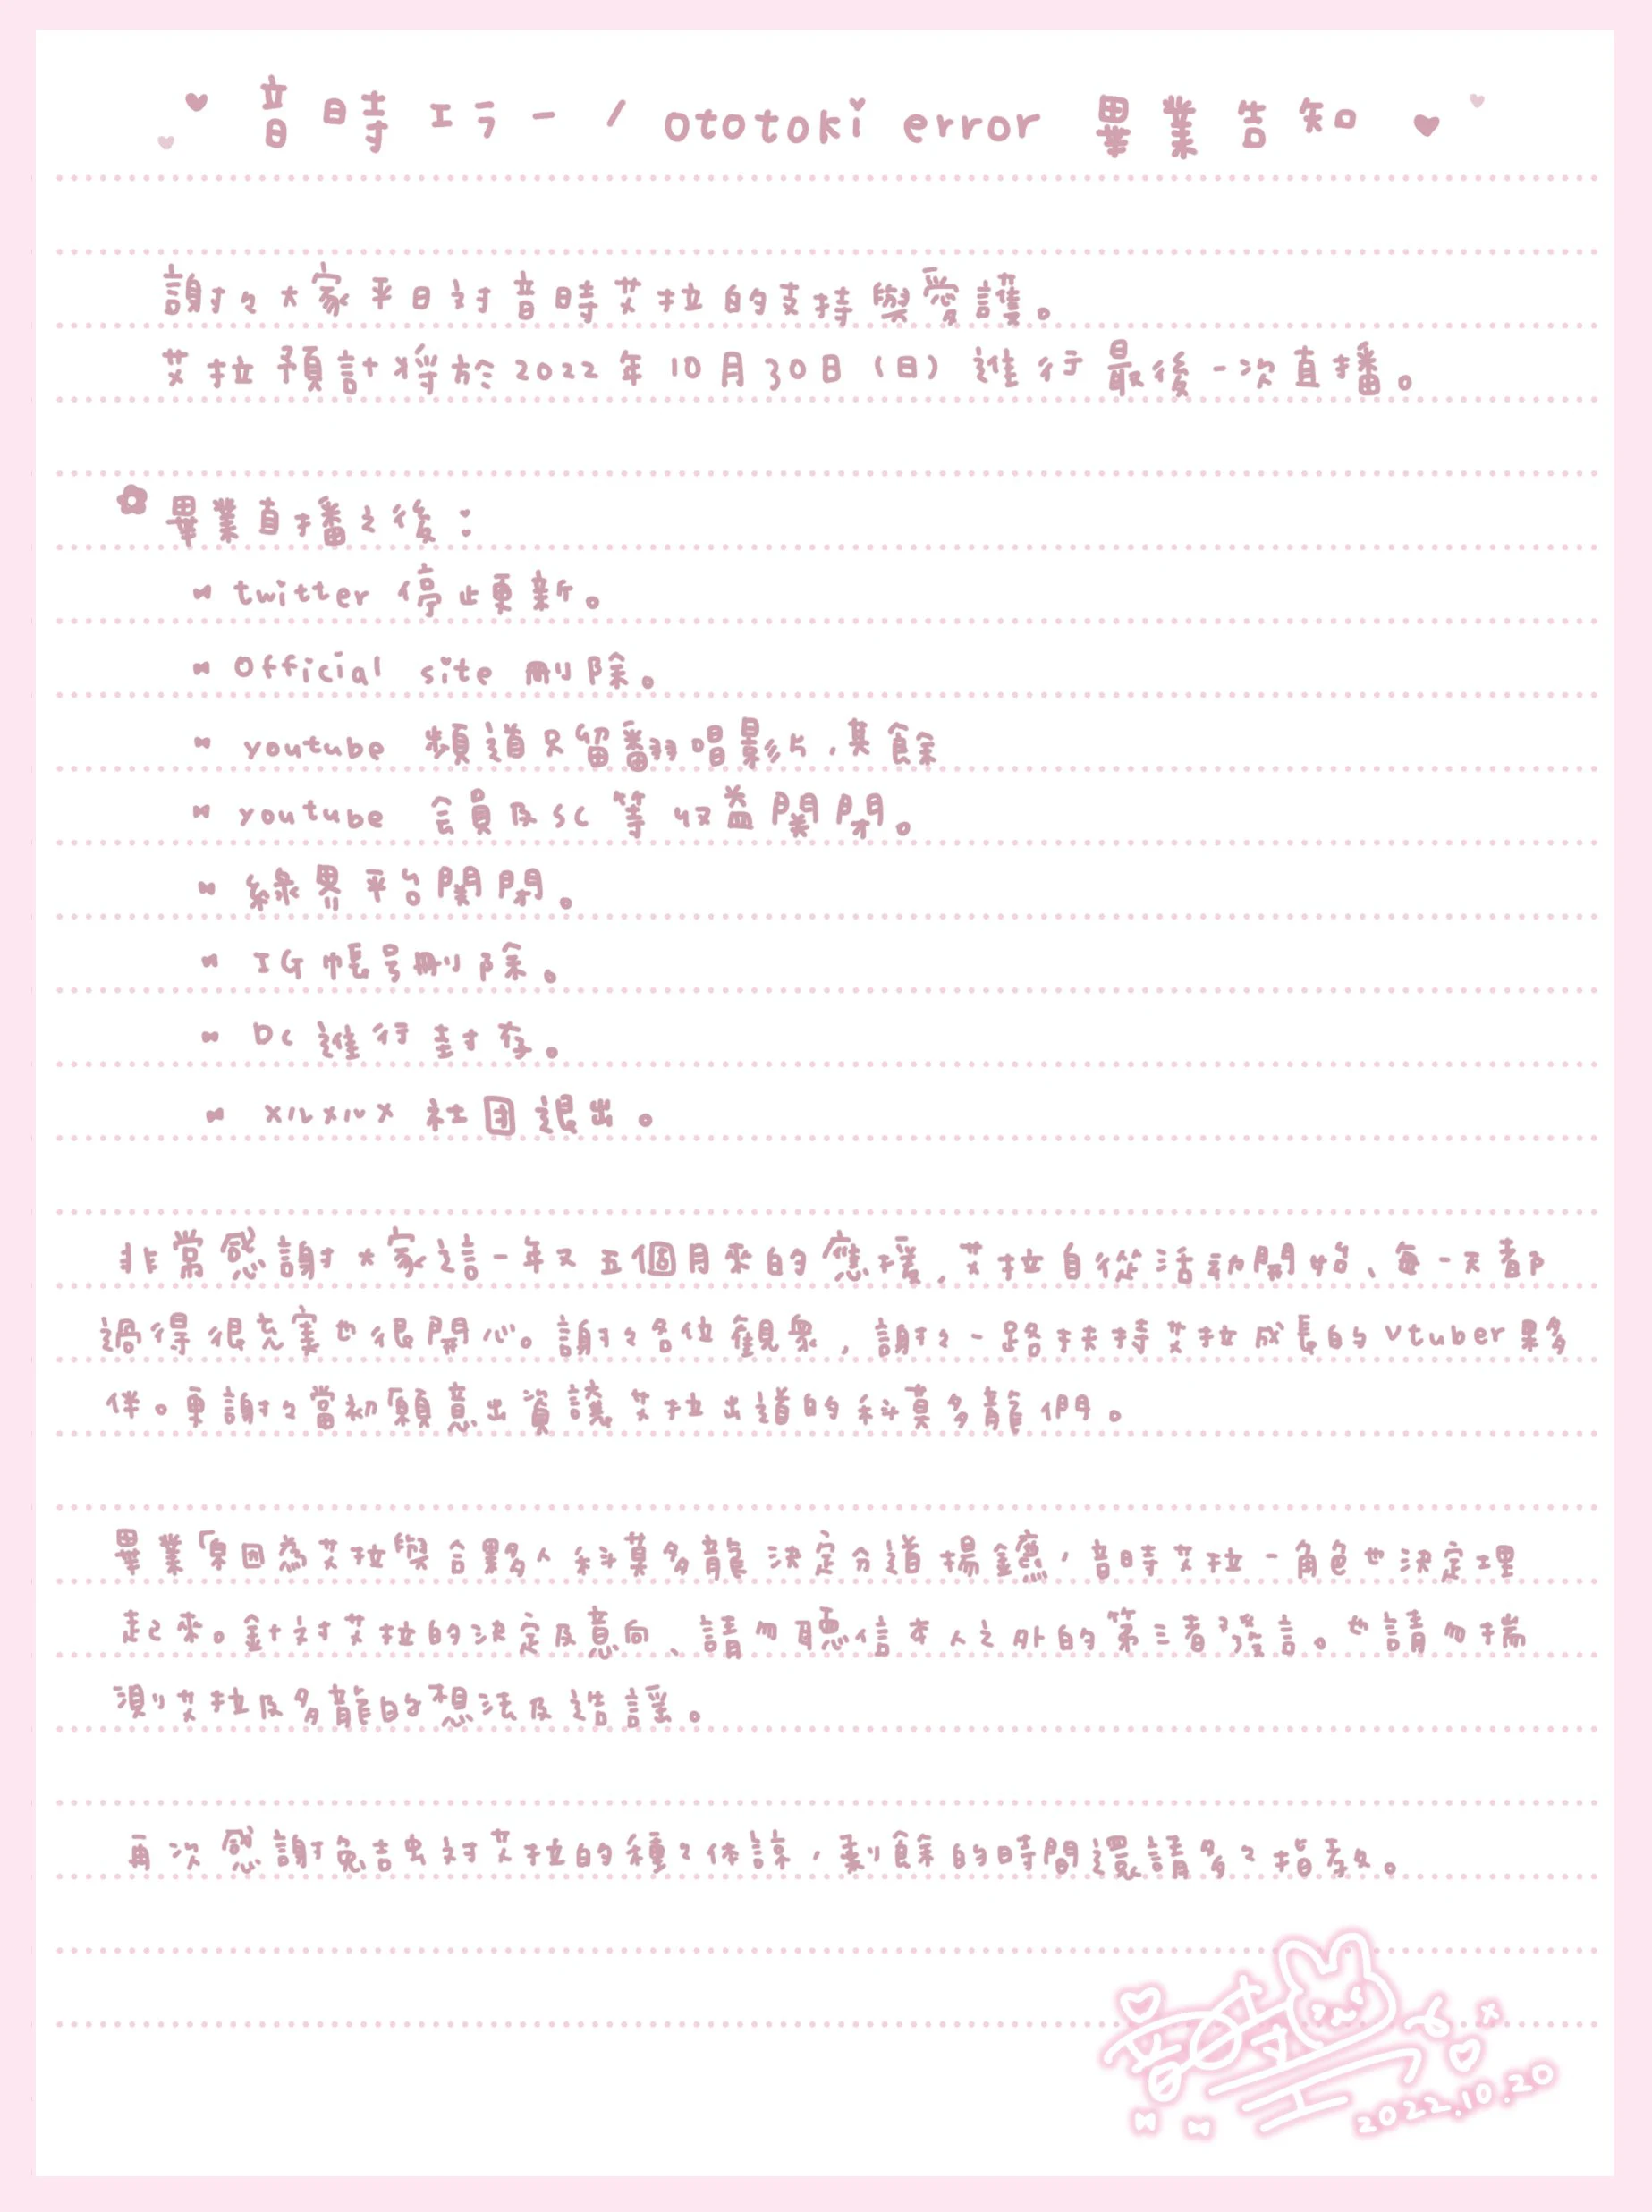 音時エラー / ototoki error 畢業告知
謝々大家平日対音時艾拉的支持與愛護。
艾拉預計将於2022年10月30日(日)進行最後一次直播。
畢業直播之後:
twitter 停止更新。
Official site 刪除。
youtube 頻道只留翻唱影片,其餘
youtube 会員及SC等収益関閉。
綠界平台関閉。
IG帳号刪除。
DC進行封存。
メルメルメ 社団退出。
非常感謝大家這一年又五個月來的應援,艾拉自從活动開始、每一天都
過得很充実也很開心。謝々各位観眾,謝々一路扶持艾拉成長的Vtuber夥
伴。更謝々當初願意出資讓艾拉出道的科莫多龍們。
畢業原因為艾拉與合夥人科莫多龍決定分道揚鑣,音時艾拉一角色也決定埋
起來。針対艾拉的決定及意向、請勿聽信本人之外的第三者發言。也請勿揣
測艾拉及多龍的想法及造謠。
再次感謝兔吉虫対艾拉的種々体諒,剩餘的時間還請多々指教。
音時エラー
2022.10.20